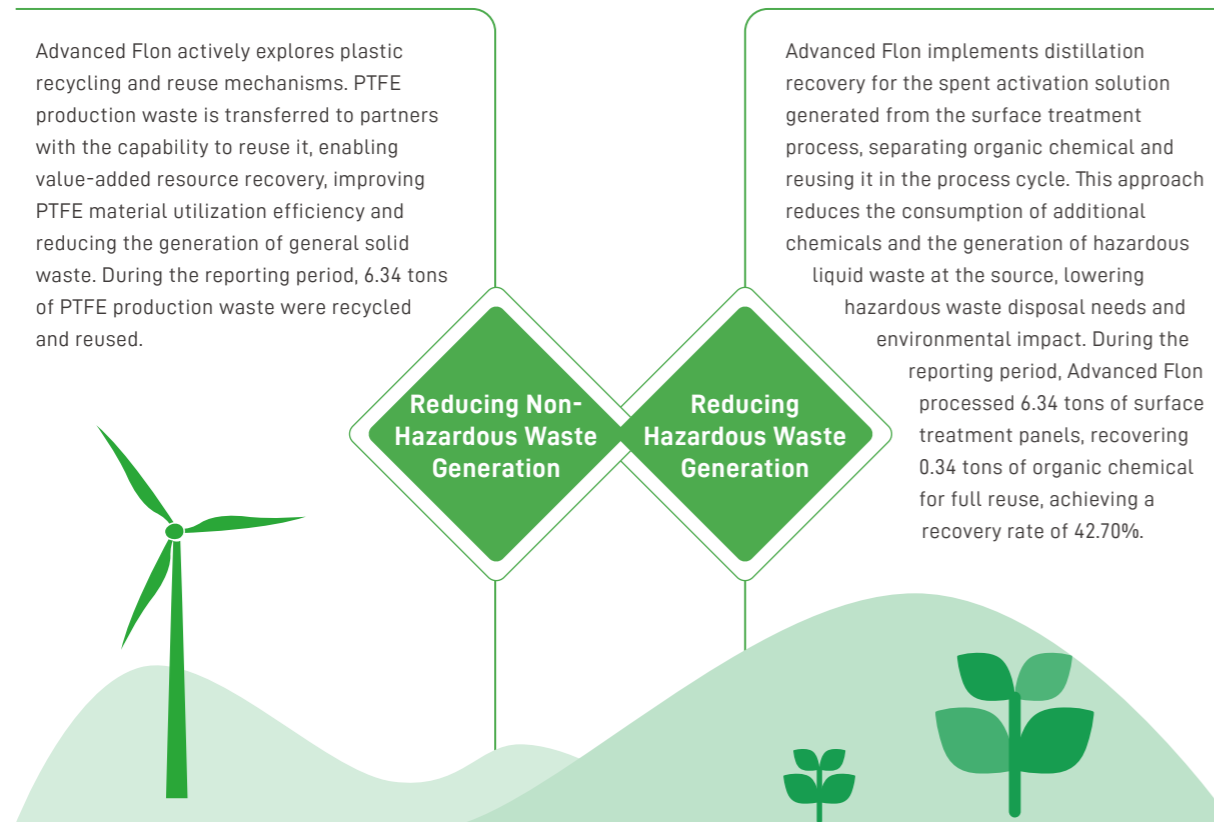 Advanced Flon actively explores plastic
recycling and reuse mechanisms. PTFE
production waste is transferred to partners
with the capability to reuse it, enabling
value-added resource recovery, improving
PTFE material utilization efficiency and
reducing the generation of general solid
waste. During the reporting period, 6.34 tons
of PTFE production waste were recycled
and reused.
Reducing Non-
Hazardous Waste
Generation
Advanced Flon implements distillation
recovery for the spent activation solution
generated from the surface treatment
process, separating organic chemical and
reusing it in the process cycle. This approach
reduces the consumption of additional
chemicals and the generation of hazardous
liquid waste at the source, lowering
hazardous waste disposal needs and
environmental impact. During the
reporting period, Advanced Flon
processed 6.34 tons of surface
treatment panels, recovering
0.34 tons of organic chemical
for full reuse, achieving a
recovery rate of 42.70%.
Reducing
Hazardous Waste
Generation